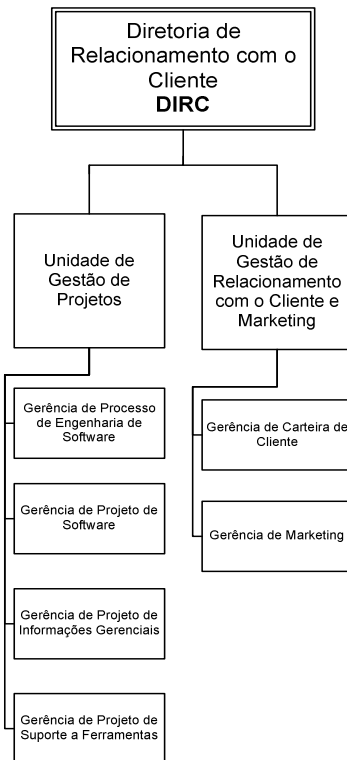 Diretoria de
Relacionamento com o
Cliente
DIRC
Unidade de
Gestão de
Projetos
Unidade de
Gestão de
Relacionamento
com o Cliente e
Marketing
Gerência de Processo
de Engenharia de
Software
Gerência de Projeto de
Software
Gerência de Projeto de
Informações Gerenciais
Gerência de Projeto de
Suporte a Ferramentas
Gerência de Carteira de
Cliente
Gerência de Marketing